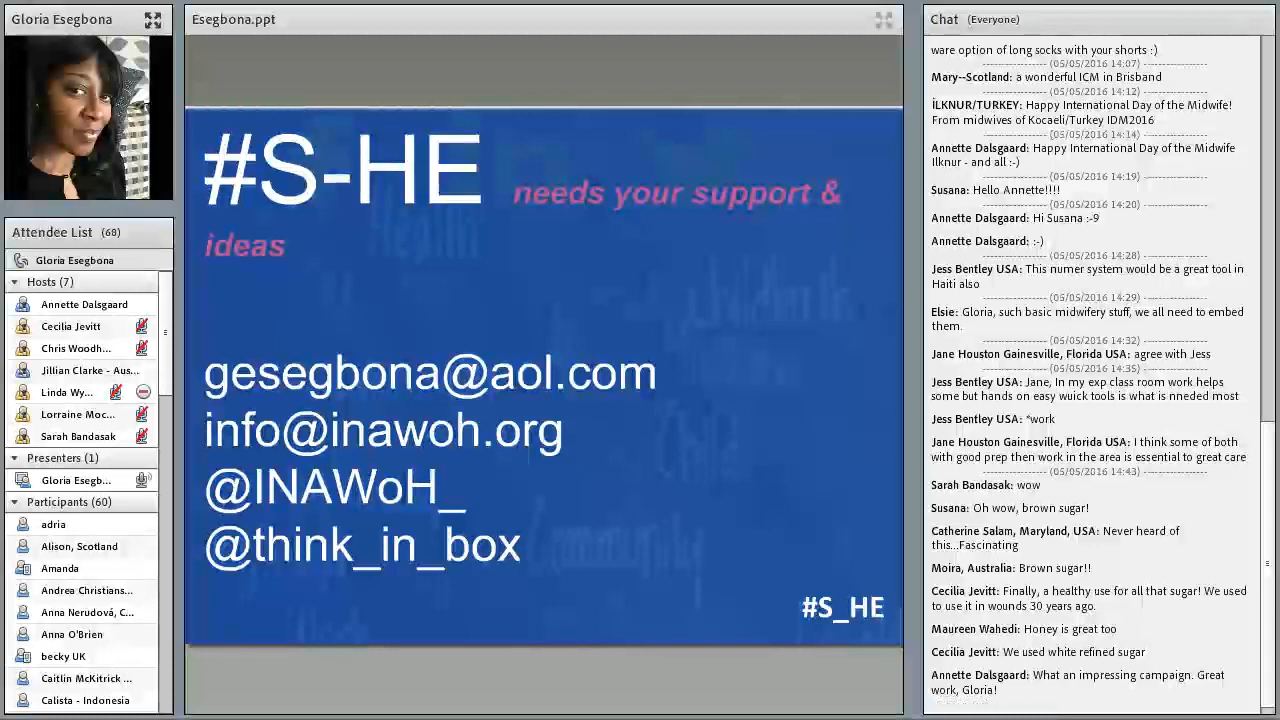 Gloria Esegbona
Esegbona.ppt
Chat (Everyone)
Attendee List (68)
Gloria Esegbona
Hosts (7)
Annette Dalsgaard
Cecilia Jevitt
Chris Woodh...
Jillian Clarke - Aus...
Linda Wy...
Lorraine Moc...
Sarah Bandasak
Presenters (1)
Gloria Esegb...
Participants (60)
adria
Alison, Scotland
Amanda
Andrea Christians...
Anna Nerudová, C...
Anna O'Brien
becky UK
Caitlin McKitrick ...
Calista - Indonesia
#S-HE needs your support &
ideas
gesegbona@aol.com
info@inawoh.org
@INAWoH_
@think_in_box
#S_HE
ware option of long socks with your shorts :)
(05/05/2016 14:07)
Mary--Scotland: a wonderful ICM in Brisband
(05/05/2016 14:12)
İLKNUR/TURKEY: Happy International Day of the Midwife!
From midwives of Kocaeli/Turkey IDM2016
(05/05/2016 14:14)
Annette Dalsgaard: Happy International Day of the Midwife
Ilknur - and all :-)
(05/05/2016 14:19)
Susana: Hello Annette!!!!
(05/05/2016 14:20)
Annette Dalsgaard: Hi Susana :-9
Annette Dalsgaard: :-)
(05/05/2016 14:28)
Jess Bentley USA: This numer system would be a great tool in
Haiti also
(05/05/2016 14:29)
Elsie: Gloria, such basic midwifery stuff, we all need to embed
them.
(05/05/2016 14:32)
Jane Houston Gainesville, Florida USA: agree with Jess
(05/05/2016 14:35)
Jess Bentley USA: Jane, In my exp class room work helps
some but hands on easy wuick tools is what is nneded most
Jess Bentley USA: *work
Jane Houston Gainesville, Florida USA: I think some of both
with good prep then work in the area is essential to great care
(05/05/2016 14:43)
Sarah Bandasak: wow
Susana: Oh wow, brown sugar!
Catherine Salam, Maryland, USA: Never heard of
this...Fascinating
Moira, Australia: Brown sugar!!
Cecilia Jevitt: Finally, a healthy use for all that sugar! We used
to use it in wounds 30 years ago.
Maureen Wahedi: Honey is great too
Cecilia Jevitt: We used white refined sugar
Annette Dalsgaard: What an impressing campaign. Great
work, Gloria!